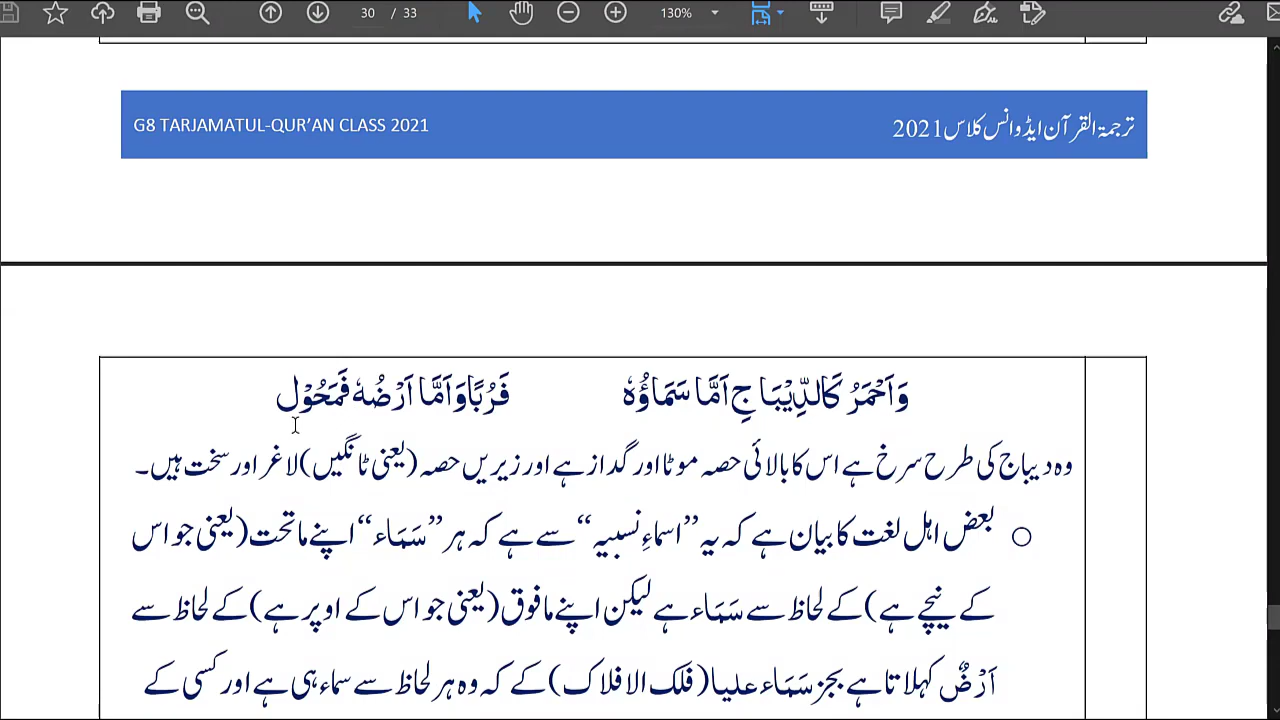 30 / 33
130%
G8 TARJAMATUL-QUR’AN CLASS 2021
ترجمۃ القرآن ایڈوانس کلاس 2021
وَاَحْمَرُ کَالدِّیْبَاجِ اَمَّا سَمَاؤُہٗ فَرُبًا وَاَمَّا اَرْضُہٗ فَمَحُوْل
وہ دیباج کی طرح سرخ ہے اس کا بالائی حصہ موٹا اور گداز ہے اور زیریں حصہ (یعنی ٹانگیں) لاغر اور سخت ہیں۔
بعض اہل لغت کا بیان ہے کہ یہ ”اسماءِ نسبیہ“ سے ہے کہ ہر ”سَمَاء“ اپنے ماتحت (یعنی جو اس
کے نیچے ہے) کے لحاظ سے سَمَاء ہے لیکن اپنے مافوق (یعنی جو اس کے اوپر ہے) کے لحاظ سے
اَرْضٌ کہلاتا ہے بجز سَمَاء علیا (فلک الافلاک) کے کہ وہ ہر لحاظ سے سماء ہی ہے اور کسی کے